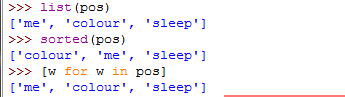 >>> list(pos)
['me', 'colour', 'sleep']
>>> sorted(pos)
['colour', 'me', 'sleep']
>>> [w for w in pos]
['me', 'colour', 'sleep']